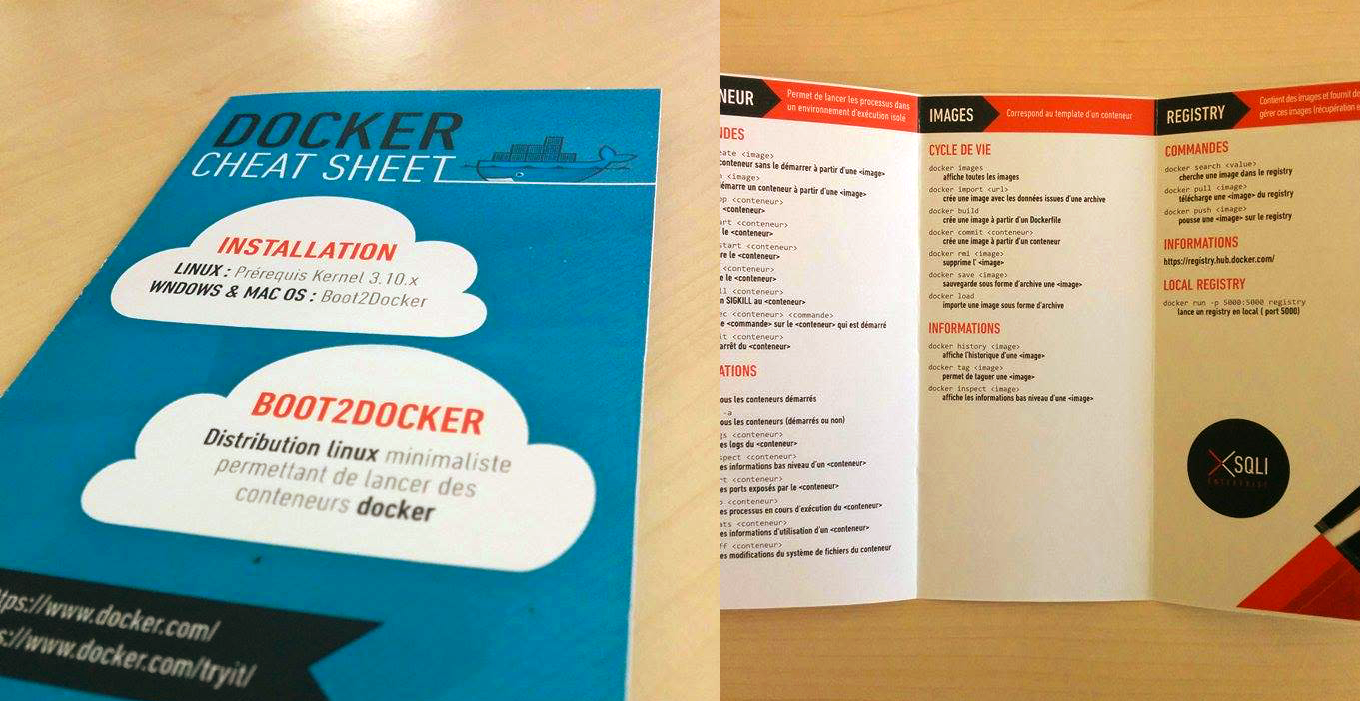 DOCKER
CHEAT SHEET
INSTALLATION
LINUX : Prérequis Kernel 3.10.x
WNDOWS & MAC OS : Boot2Docker
BOOT2DOCKER
Distribution linux minimaliste
permettant de lancer des
conteneurs docker
tps://www.docker.com/
s://www.docker.com/tryit/
NEUR
Permet de lancer les processus dans
un environnement d'exécution isolé
NDES
eate <image>
conteneur sans le démarrer à partir d'une <image>
n <image>
émarre un conteneur à partir d'une <image>
op <conteneur>
<conteneur>
art <conteneur>
le <conteneur>
start <conteneur>
re le <conteneur>
<conteneur>
e le <conteneur>
ll <conteneur>
n SIGKILL au <conteneur>
ec <conteneur> <commande>
e <commande> sur le <conteneur> qui est démarré
it <conteneur>
arrêt du <conteneur>
ATIONS
ous les conteneurs démarrés
-a
ous les conteneurs (démarrés ou non)
gs <conteneur>
es logs du <conteneur>
spect <conteneur>
es informations bas niveau d'un <conteneur>
rt <conteneur>
es ports exposés par le <conteneur>
p <conteneur>
es processus en cours d'exécution du <conteneur>
ats <conteneur>
es informations d'utilisation d'un <conteneur>
ff <conteneur>
es modifications du système de fichiers du conteneur
IMAGES
Correspond au template d'un conteneur
CYCLE DE VIE
docker images
affiche toutes les images
docker import <url>
crée une image avec les données issues d'une archive
docker build
crée une image à partir d'un Dockerfile
docker commit <conteneur>
crée une image à partir d'un conteneur
docker rmi <image>
supprime l' <image>
docker save <image>
sauvegarde sous forme d'archive une <image>
docker load
importe une image sous forme d'archive
INFORMATIONS
docker history <image>
affiche l'historique d'une <image>
docker tag <image>
permet de taguer une <image>
docker inspect <image>
affiche les informations bas niveau d'une <image>
REGISTRY
Contient des images et fournit de
gérer ces images (récupération e
COMMANDES
docker search <value>
cherche une image dans le registry
docker pull <image>
télécharge une <image> du registry
docker push <image>
pousse une <image> sur le registry
INFORMATIONS
https://registry.hub.docker.com/
LOCAL REGISTRY
docker run -p 5000:5000 registry
lance un registry en local ( port 5000)
SQLI
ENTERPRISE